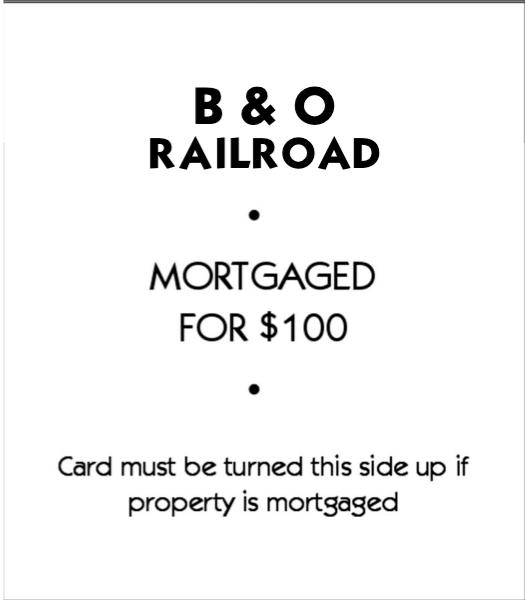 B & O
RAILROAD
•
MORTGAGED
FOR $100
•
Card must be turned this side up if
property is mortgaged